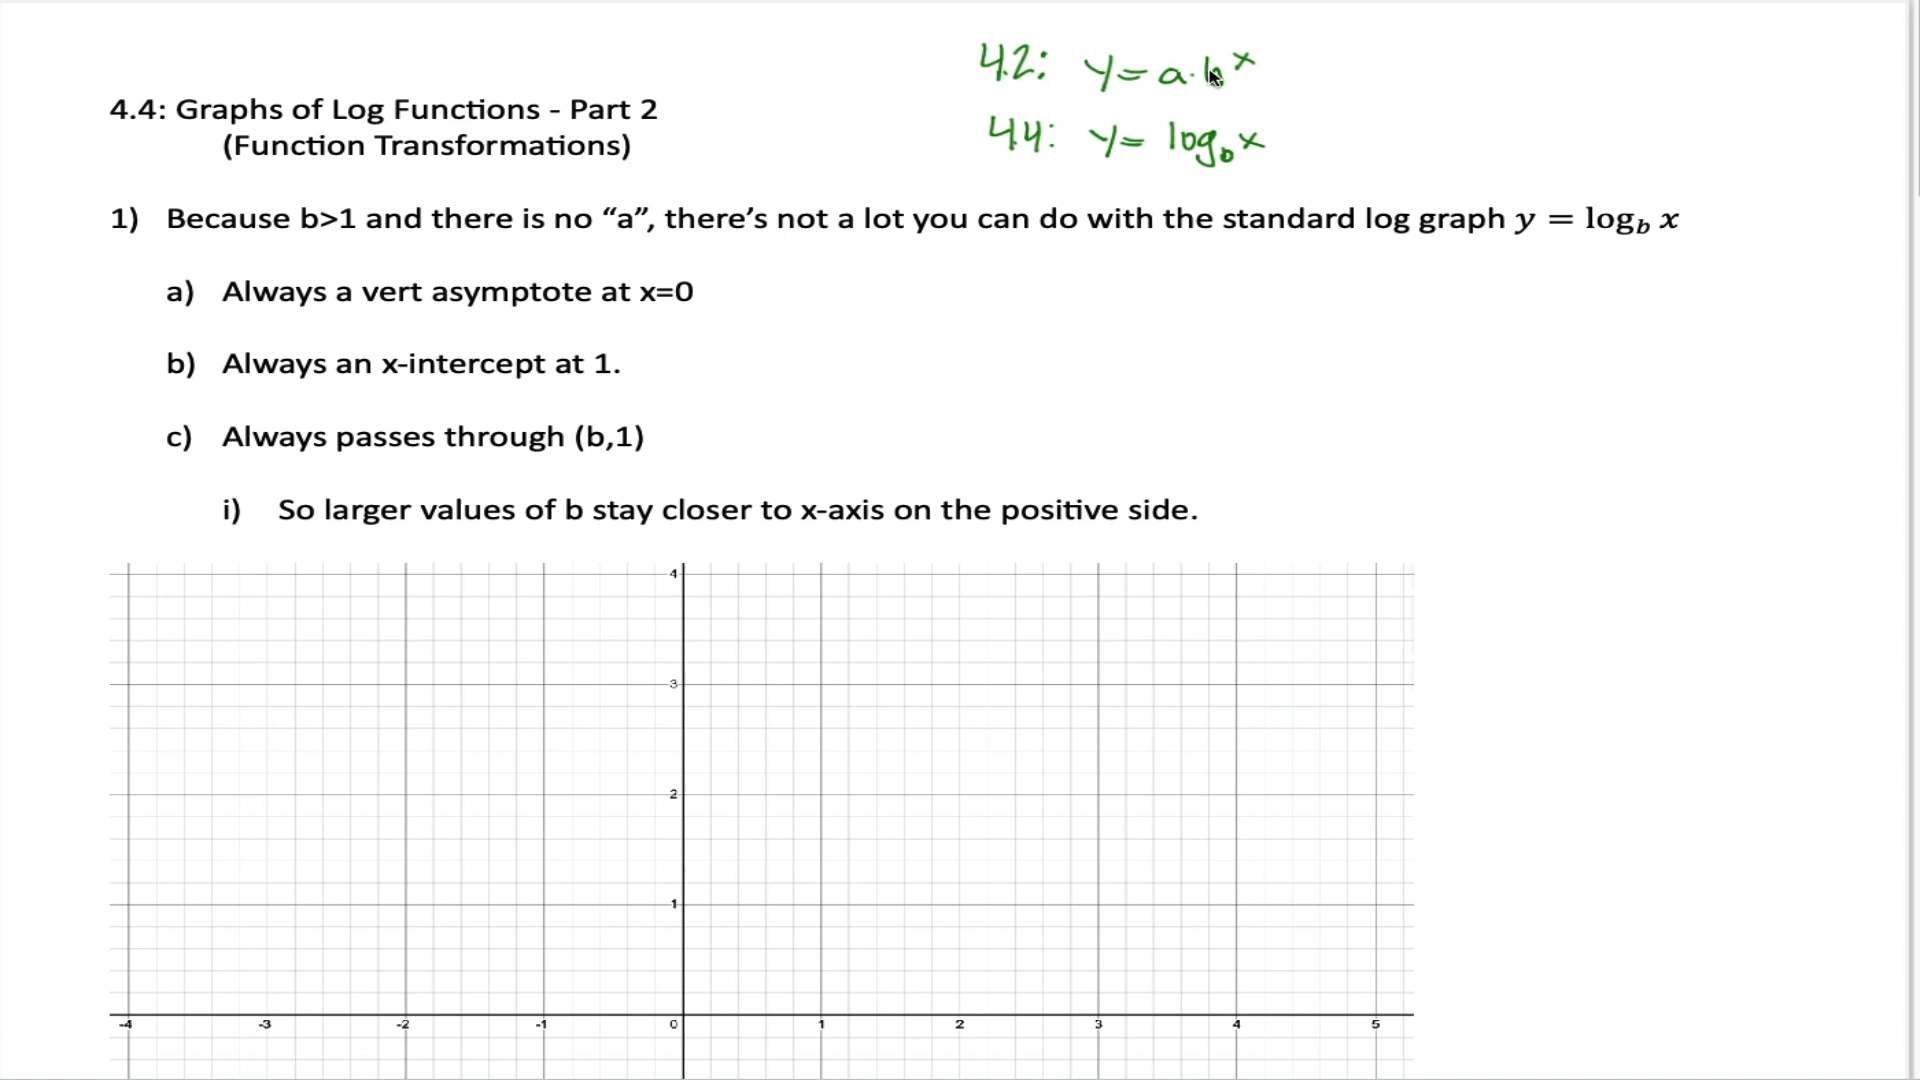 4.2: y = a·b^x
4.4: Graphs of Log Functions - Part 2
(Function Transformations)
4.4: y = log_b x
1) Because b>1 and there is no “a”, there’s not a lot you can do with the standard log graph y = log_b x
a) Always a vert asymptote at x=0
b) Always an x-intercept at 1.
c) Always passes through (b,1)
i) So larger values of b stay closer to x-axis on the positive side.
4
3
2
1
-4 -3 -2 -1 0 1 2 3 4 5